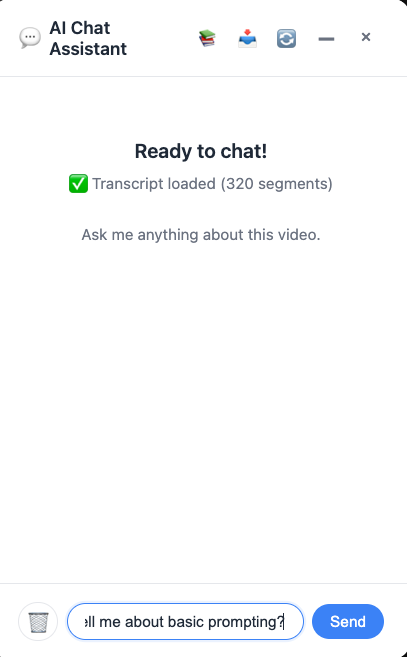 AI Chat
Assistant
Ready to chat!
Transcript loaded (320 segments)
Ask me anything about this video.
ell me about basic prompting?
Send